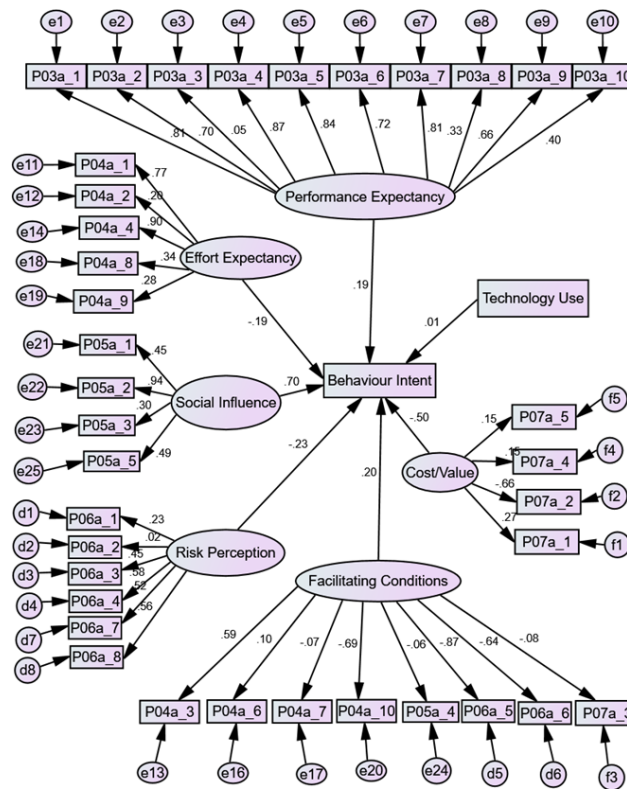 e1 e2 e3 e4 e5 e6 e7 e8 e9 e10
P03a_1 P03a_2 P03a_3 P03a_4 P03a_5 P03a_6 P03a_7 P03a_8 P03a_9 P03a_10
.81 .70 .05 .87 .84 .72 .81 .33 .66 .40
Performance Expectancy
e11 P04a_1 .77
e12 P04a_2 .20
e14 P04a_4 .90
e18 P04a_8 .34
e19 P04a_9 .28
Effort Expectancy
.19
-.19
Technology Use
.01
e21 P05a_1 .45
e22 P05a_2 .94
e23 P05a_3 .30
e25 P05a_5 .49
Social Influence
.70
Behaviour Intent
-.50
-.23
.20
Cost/Value
.15 P07a_5 f5
.15 P07a_4 f4
-.66 P07a_2 f2
.27 P07a_1 f1
d1 P06a_1 .23
d2 P06a_2 .02
d3 P06a_3 .45
d4 P06a_4 .58
d7 P06a_7 .52
d8 P06a_8 .56
Risk Perception
Facilitating Conditions
.59 .10 -.07 -.69 -.06 -.87 -.64 -.08
P04a_3 P04a_6 P04a_7 P04a_10 P05a_4 P06a_5 P06a_6 P07a_3
e13 e16 e17 e20 e24 d5 d6 f3